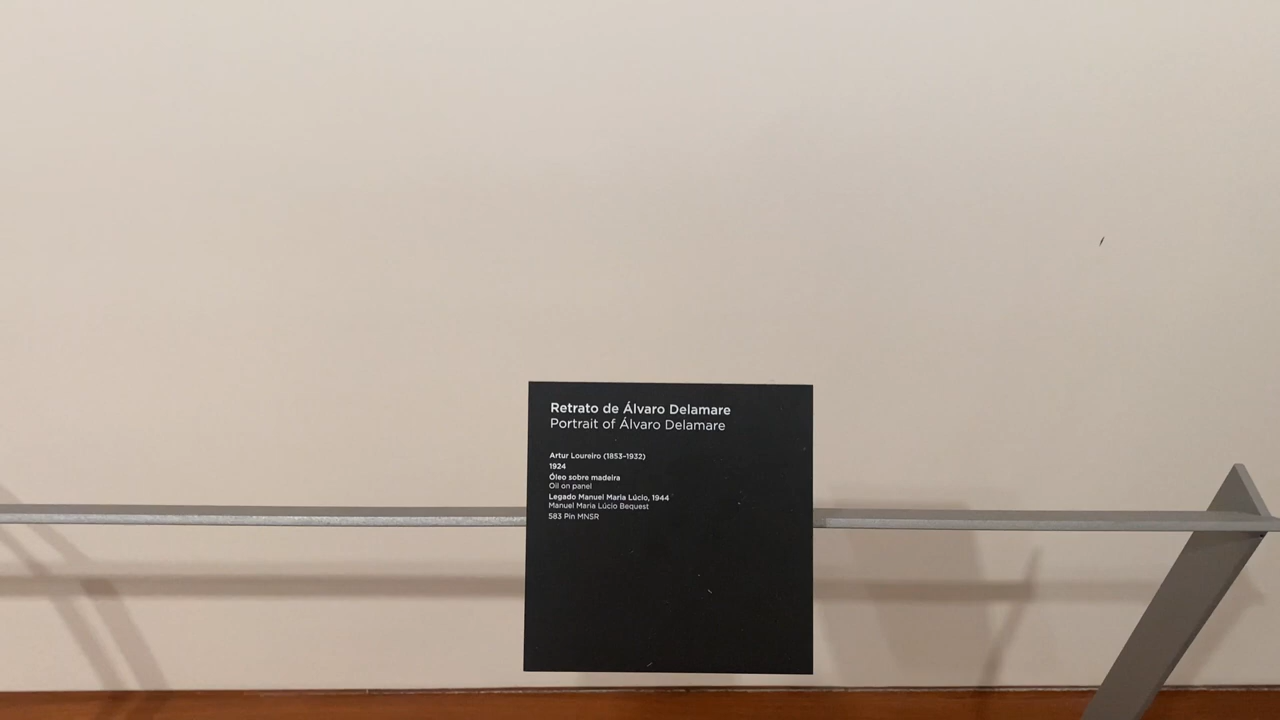 Retrato de Álvaro Delamare
Portrait of Álvaro Delamare
Artur Loureiro (1853–1932)
1924
Óleo sobre madeira
Oil on panel
Legado Manuel Maria Lúcio, 1944
Manuel Maria Lúcio Bequest
583 Pin MNSR